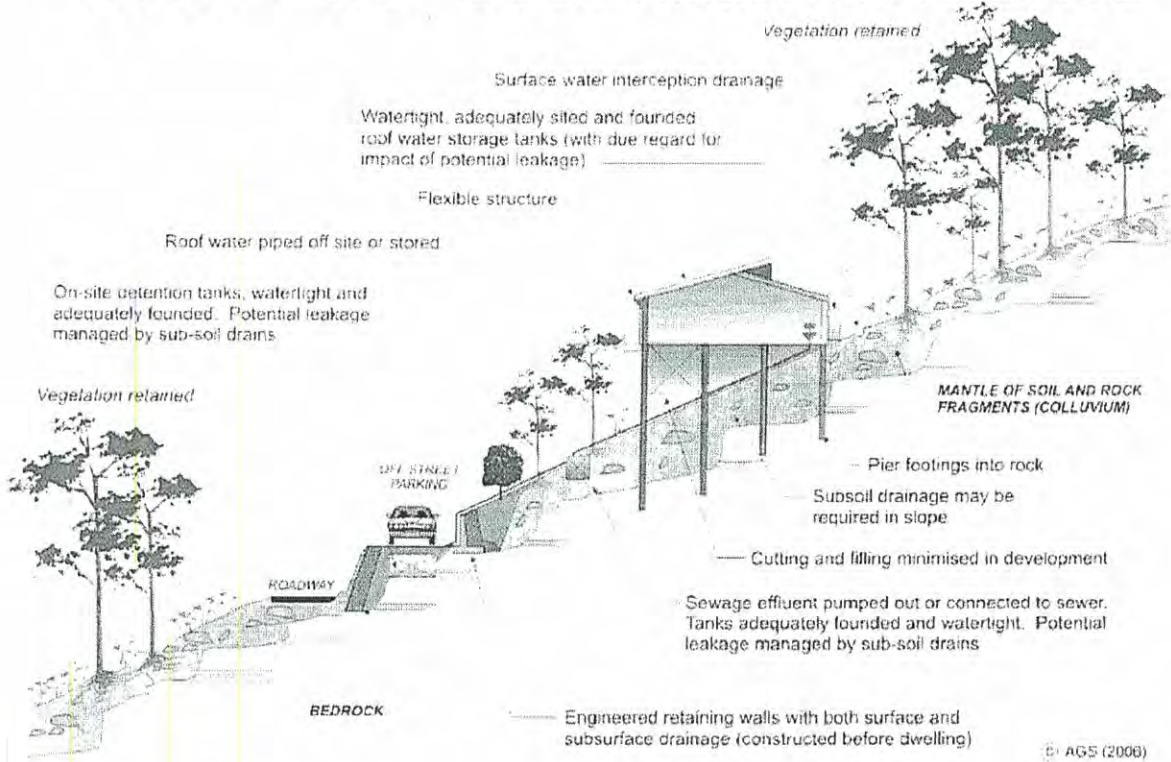 Vegetation retained
Surface water interception drainage
Watertight, adequately sited and founded
roof water storage tanks (with due regard for
impact of potential leakage)
Flexible structure
Roof water piped off site or stored
On-site detention tanks, watertight and
adequately founded. Potential leakage
managed by sub-soil drains
Vegetation retained
OFF STREET
PARKING
ROADWAY
MANTLE OF SOIL AND ROCK
FRAGMENTS (COLLUVIUM)
Pier footings into rock
Subsoil drainage may be
required in slope
Cutting and filling minimised in development
Sewage effluent pumped out or connected to sewer.
Tanks adequately founded and watertight. Potential
leakage managed by sub-soil drains
BEDROCK
Engineered retaining walls with both surface and
subsurface drainage (constructed before dwelling)
© AGS (2006)